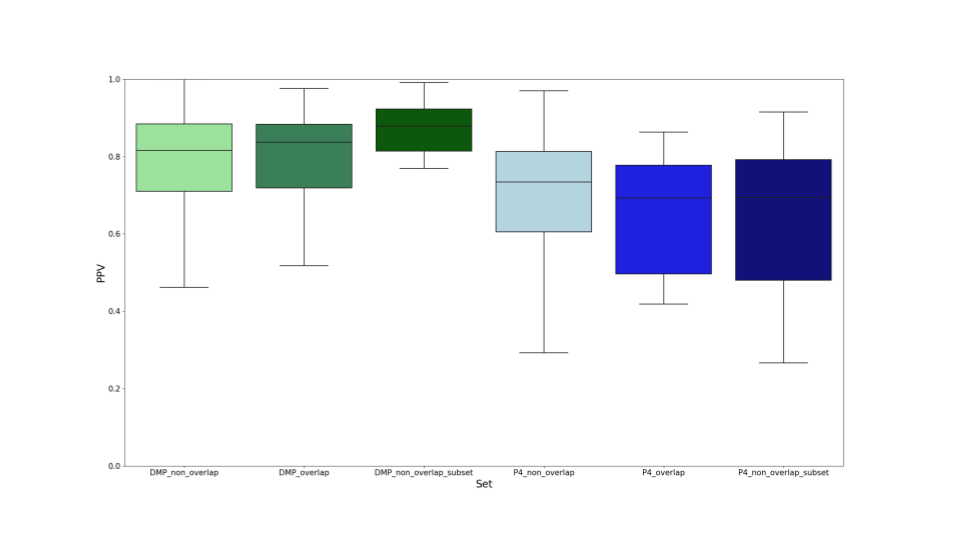 1.0
0.8
0.6
0.4
0.2
0.0
PPV
DMP_non_overlap DMP_overlap DMP_non_overlap_subset P4_non_overlap P4_overlap P4_non_overlap_subset
Set